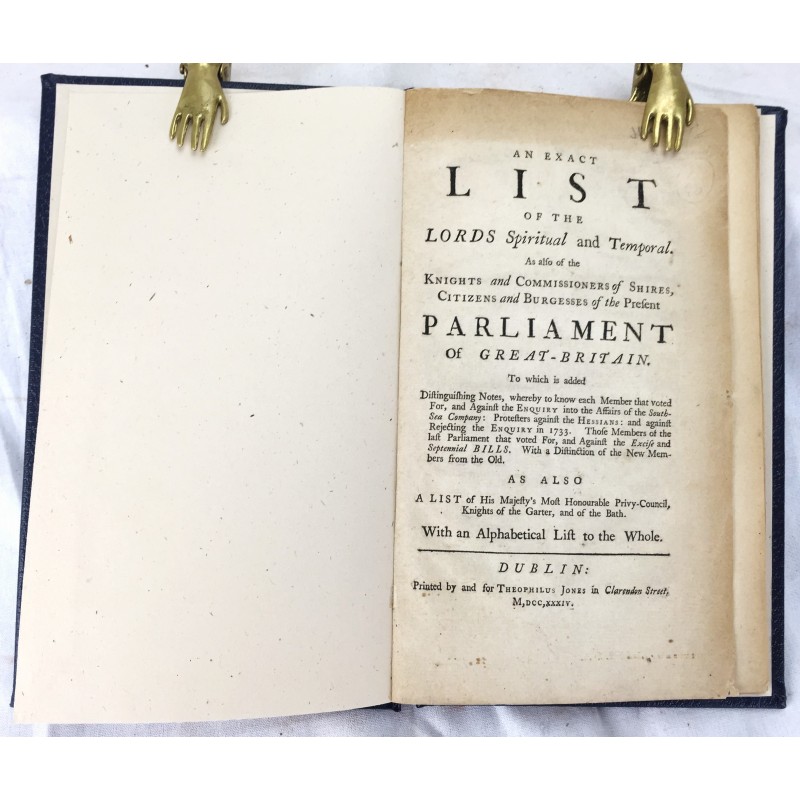 AN EXACT
LIST
OF THE
LORDS Spiritual and Temporal.
As alſo of the
KNIGHTS and COMMISSIONERS of SHIRES,
CITIZENS and BURGESSES of the Preſent
PARLIAMENT
Of GREAT-BRITAIN.
To which is added
Diſtinguiſhing Notes, whereby to know each Member that voted
For, and Againſt the ENQUIRY into the Affairs of the South-
Sea Company: Proteſters againſt the HESSIANS: and againſt
Rejecting the ENQUIRY in 1733. Thoſe Members of the
laſt Parliament that voted For, and Againſt the Exciſe and
Septennial BILLS. With a Diſtinction of the New Mem-
bers from the Old.
AS ALSO
A LIST of His Majeſty's Moſt Honourable Privy-Council,
Knights of the Garter, and of the Bath.
With an Alphabetical Liſt to the Whole.
DUBLIN:
Printed by and for THEOPHILUS JONES in Clarendon Street,
M,DCC,XXXIV.